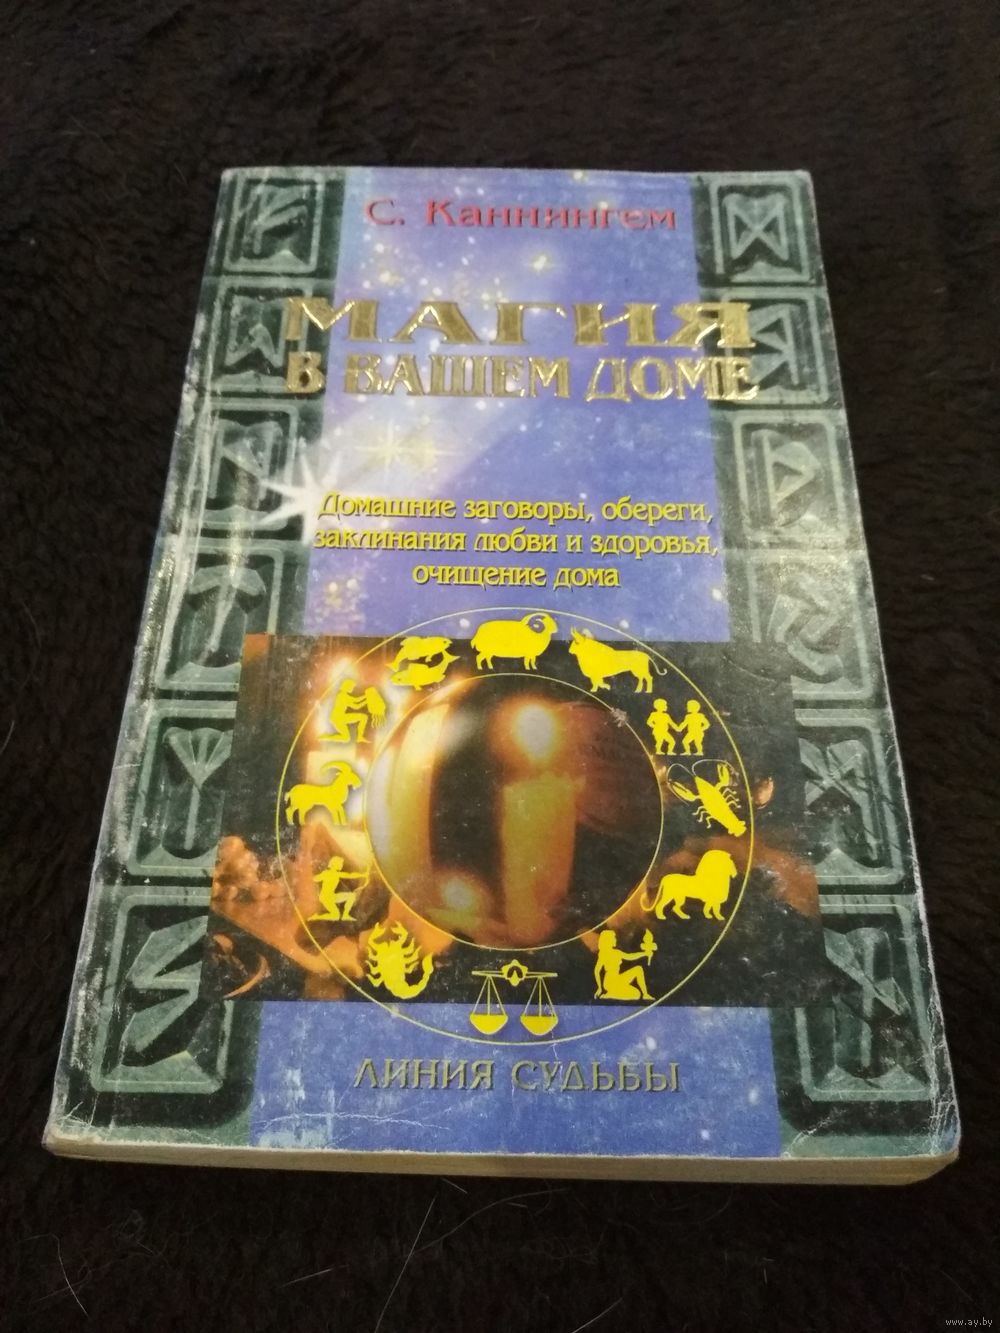 С. Каннингем
МАГИЯ
В ВАШЕМ ДОМЕ
Домашние заговоры, обереги,
заклинания любви и здоровья,
очищение дома
ЛИНИЯ СУДЬБЫ
www.ay.by